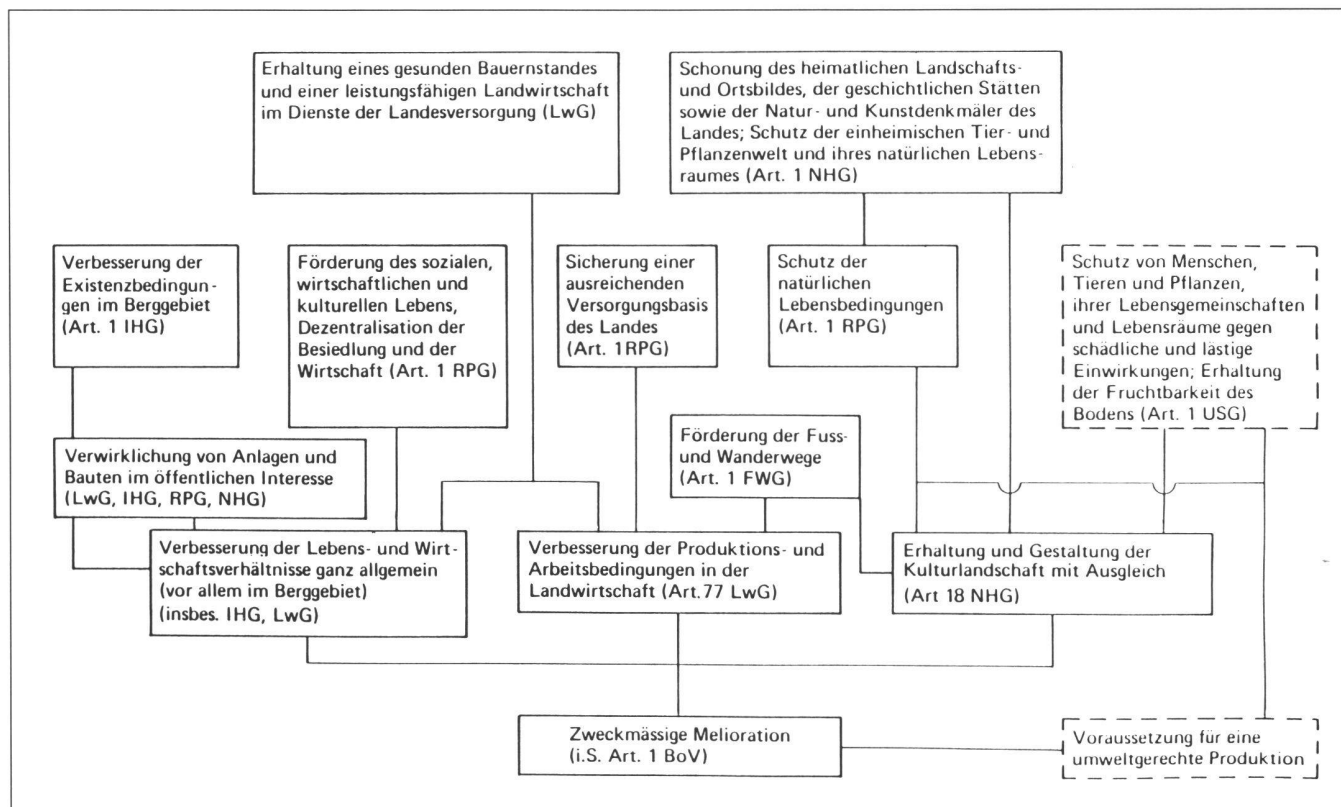 Erhaltung eines gesunden Bauernstandes
und einer leistungsfähigen Landwirtschaft
im Dienste der Landesversorgung (LwG)
Schonung des heimatlichen Landschafts-
und Ortsbildes, der geschichtlichen Stätten
sowie der Natur- und Kunstdenkmäler des
Landes; Schutz der einheimischen Tier- und
Pflanzenwelt und ihres natürlichen Lebens-
raumes (Art. 1 NHG)
Verbesserung der
Existenzbedingun-
gen im Berggebiet
(Art. 1 IHG)
Förderung des sozialen,
wirtschaftlichen und
kulturellen Lebens,
Dezentralisation der
Besiedlung und der
Wirtschaft (Art. 1 RPG)
Sicherung einer
ausreichenden
Versorgungsbasis
des Landes
(Art. 1RPG)
Schutz der
natürlichen
Lebensbedingungen
(Art. 1 RPG)
Schutz von Menschen,
Tieren und Pflanzen,
ihrer Lebensgemeinschaften
und Lebensräume gegen
schädliche und lästige
Einwirkungen; Erhaltung
der Fruchtbarkeit des
Bodens (Art. 1 USG)
Verwirklichung von Anlagen und
Bauten im öffentlichen Interesse
(LwG, IHG, RPG, NHG)
Förderung der Fuss-
und Wanderwege
(Art. 1 FWG)
Verbesserung der Lebens- und Wirt-
schaftsverhältnisse ganz allgemein
(vor allem im Berggebiet)
(insbes. IHG, LwG)
Verbesserung der Produktions- und
Arbeitsbedingungen in der
Landwirtschaft (Art. 77 LwG)
Erhaltung und Gestaltung der
Kulturlandschaft mit Ausgleich
(Art 18 NHG)
Zweckmässige Melioration
(i.S. Art. 1 BoV)
Voraussetzung für eine
umweltgerechte Produktion